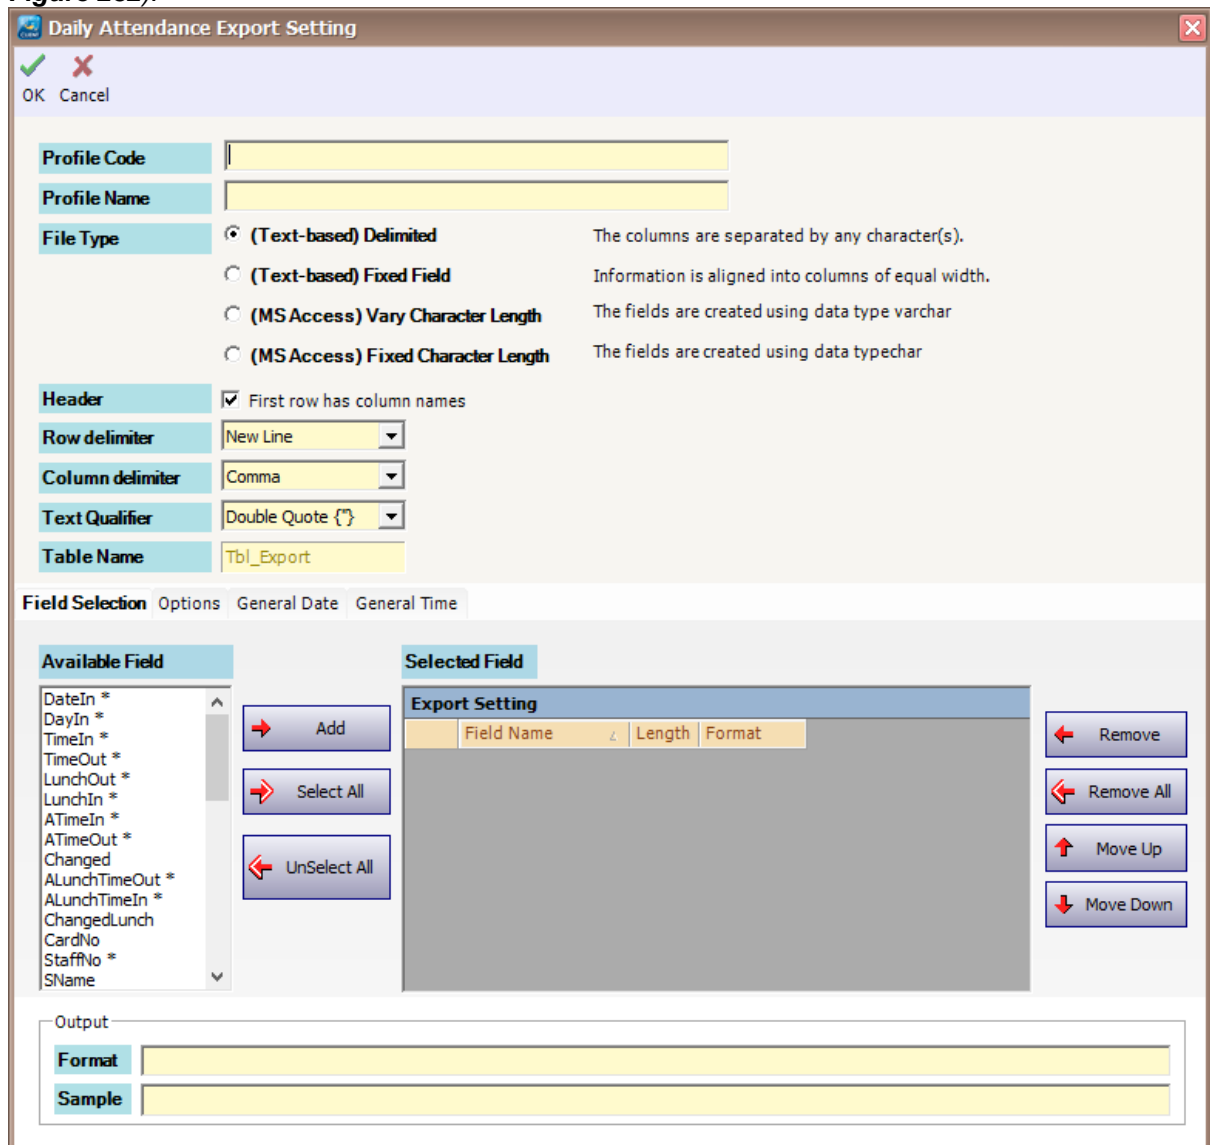 Daily Attendance Export Setting
OK Cancel
Profile Code
Profile Name
File Type
(Text-based) Delimited The columns are separated by any character(s).
(Text-based) Fixed Field Information is aligned into columns of equal width.
(MS Access) Vary Character Length The fields are created using data type varchar
(MS Access) Fixed Character Length The fields are created using data typechar
Header First row has column names
Row delimiter New Line
Column delimiter Comma
Text Qualifier Double Quote {"}
Table Name Tbl_Export
Field Selection Options General Date General Time
Available Field
DateIn *
DayIn *
TimeIn *
TimeOut *
LunchOut *
LunchIn *
ATimeIn *
ATimeOut *
Changed
ALunchTimeOut *
ALunchTimeIn *
ChangedLunch
CardNo
StaffNo *
SName
Add
Select All
UnSelect All
Selected Field
Export Setting
Field Name Length Format
Remove
Remove All
Move Up
Move Down
Output
Format
Sample